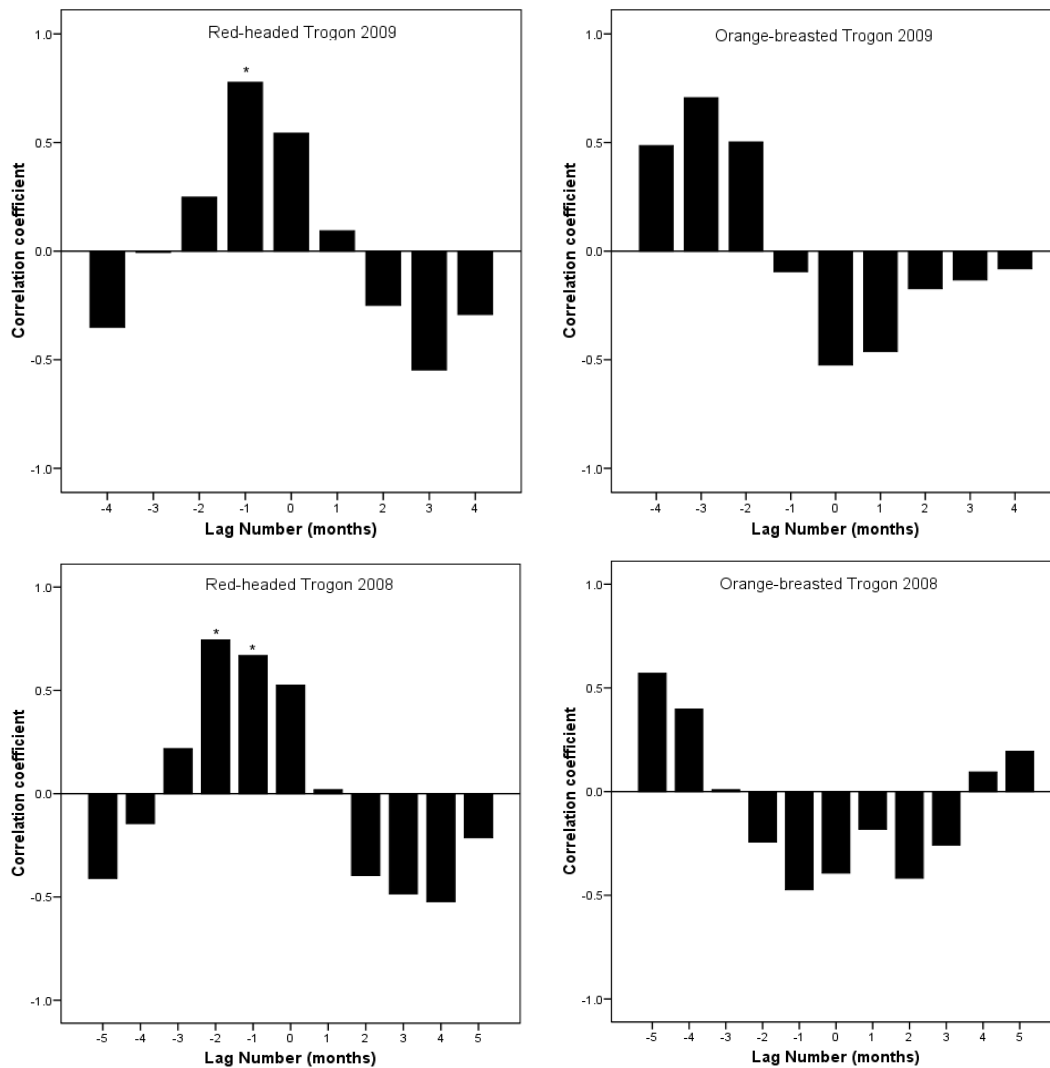 Red-headed Trogon 2009
*
1.0
0.5
0.0
-0.5
-1.0
Correlation coefficient
-4 -3 -2 -1 0 1 2 3 4
Lag Number (months)
Orange-breasted Trogon 2009
1.0
0.5
0.0
-0.5
-1.0
Correlation coefficient
-4 -3 -2 -1 0 1 2 3 4
Lag Number (months)
Red-headed Trogon 2008
* *
1.0
0.5
0.0
-0.5
-1.0
Correlation coefficient
-5 -4 -3 -2 -1 0 1 2 3 4 5
Lag Number (months)
Orange-breasted Trogon 2008
1.0
0.5
0.0
-0.5
-1.0
Correlation coefficient
-5 -4 -3 -2 -1 0 1 2 3 4 5
Lag Number (months)